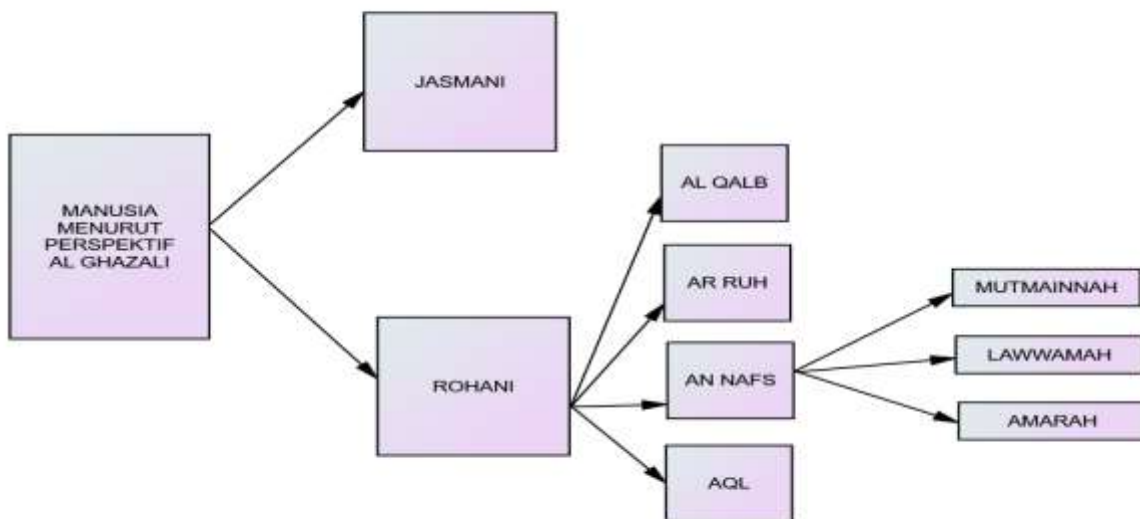 MANUSIA
MENURUT
PERSPEKTIF
AL GHAZALI
JASMANI
ROHANI
AL QALB
AR RUH
AN NAFS
AQL
MUTMAINNAH
LAWWAMAH
AMARAH